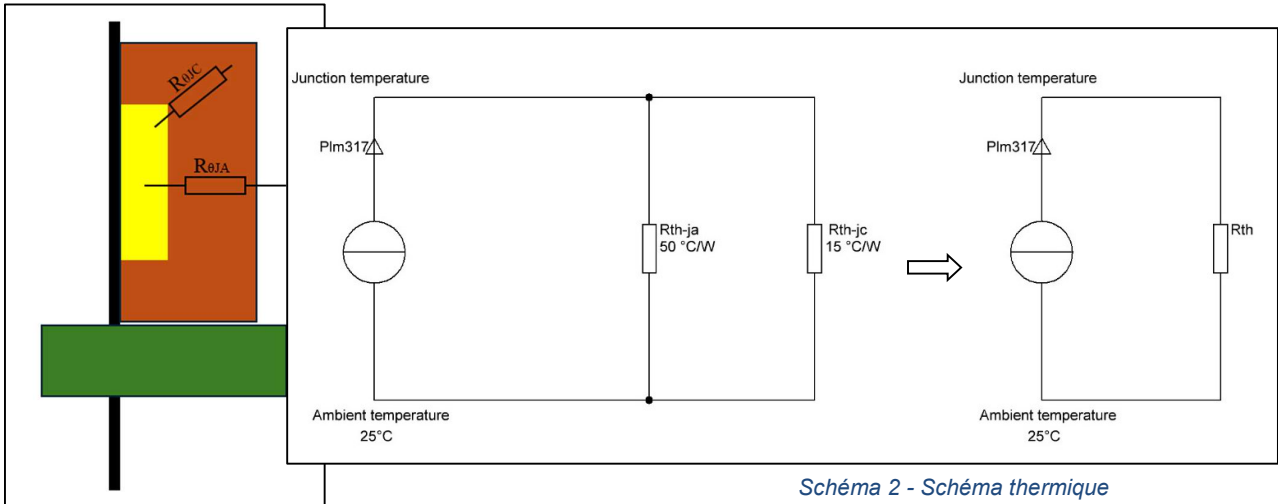 RθJC
RθJA
Junction temperature
Plm317
Rth-ja
50 °C/W
Rth-jc
15 °C/W
Ambient temperature
25°C
Junction temperature
Plm317
Rth
Ambient temperature
25°C
Schéma 2 - Schéma thermique